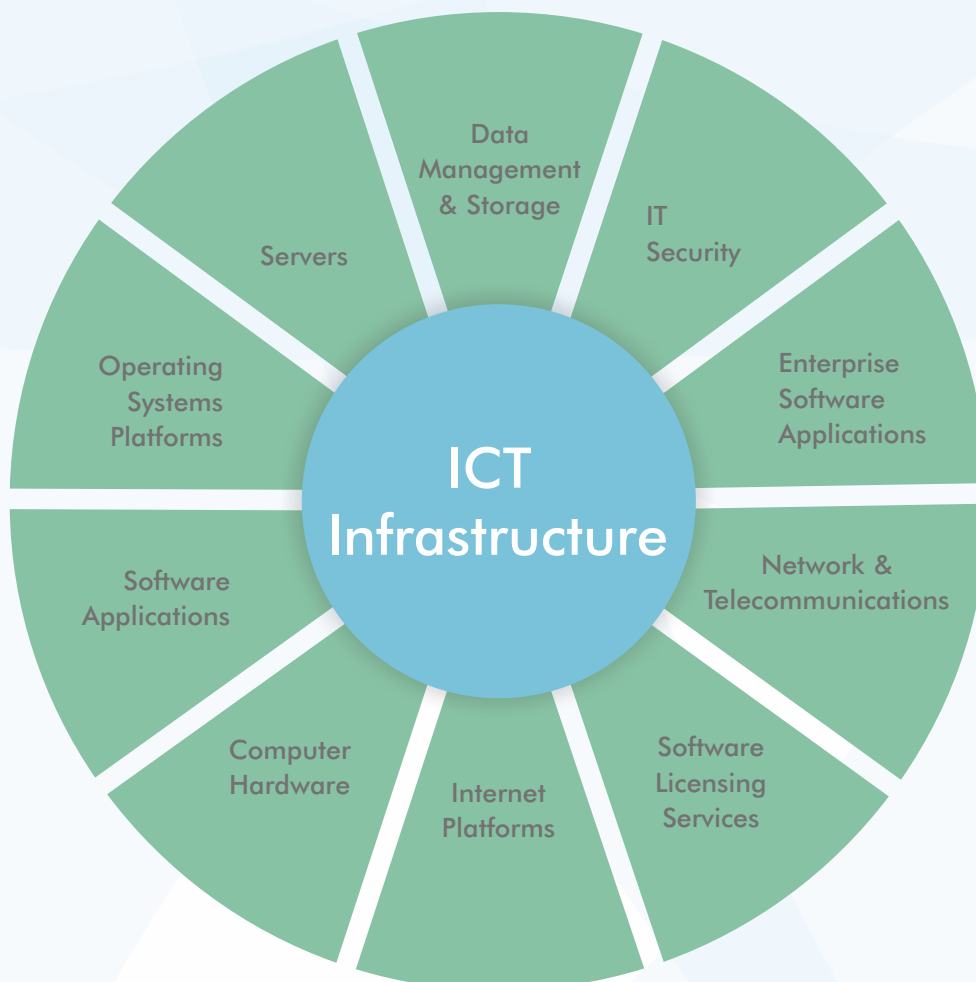 Data
Management
& Storage
IT
Security
Enterprise
Software
Applications
Network &
Telecommunications
Software
Licensing
Services
Internet
Platforms
Computer
Hardware
Software
Applications
Operating
Systems
Platforms
Servers
ICT
Infrastructure